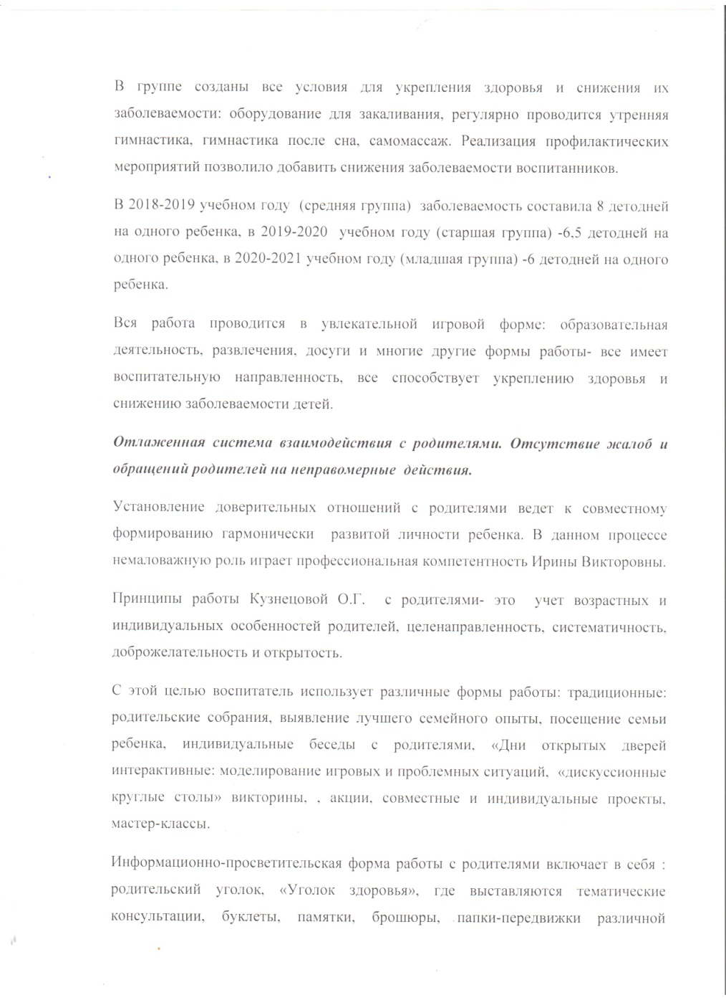 В группе созданы все условия для укрепления здоровья и снижения их
заболеваемости: оборудование для закаливания, регулярно проводится утренняя
гимнастика, гимнастика после сна, самомассаж. Реализация профилактических
мероприятий позволило добавить снижения заболеваемости воспитанников.
В 2018-2019 учебном году (средняя группа) заболеваемость составила 8 детодней
на одного ребенка, в 2019-2020 учебном году (старшая группа) -6,5 детодней на
одного ребенка, в 2020-2021 учебном году (младшая группа) -6 детодней на одного
ребенка.
Вся работа проводится в увлекательной игровой форме: образовательная
деятельность, развлечения, досуги и многие другие формы работы- все имеет
воспитательную направленность, все способствует укреплению здоровья и
снижению заболеваемости детей.
Отлаженная система взаимодействия с родителями. Отсутствие жалоб и
обращений родителей на неправомерные действия.
Установление доверительных отношений с родителями ведет к совместному
формированию гармонически развитой личности ребенка. В данном процессе
немаловажную роль играет профессиональная компетентность Ирины Викторовны.
Принципы работы Кузнецовой О.Г. с родителями- это учет возрастных и
индивидуальных особенностей родителей, целенаправленность, систематичность,
доброжелательность и открытость.
С этой целью воспитатель использует различные формы работы: традиционные:
родительские собрания, выявление лучшего семейного опыты, посещение семьи
ребенка, индивидуальные беседы с родителями, «Дни открытых дверей
интерактивные: моделирование игровых и проблемных ситуаций, «дискуссионные
круглые столы» викторины, , акции, совместные и индивидуальные проекты,
мастер-классы.
Информационно-просветительская форма работы с родителями включает в себя :
родительский уголок, «Уголок здоровья», где выставляются тематические
консультации, буклеты, памятки, брошюры, папки-передвижки различной